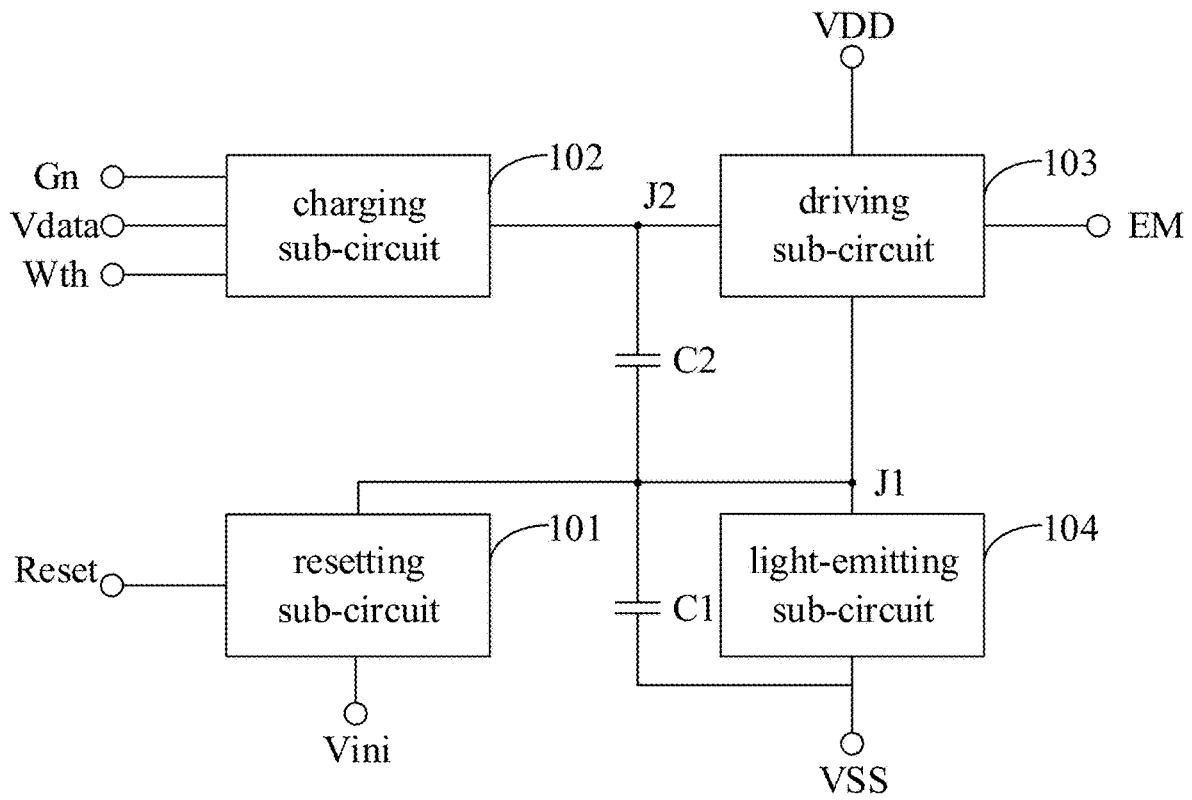 VDD
102
103
Gn
Vdata
Wth
charging
sub-circuit
J2
driving
sub-circuit
EM
C2
J1
101
104
Reset
resetting
sub-circuit
C1
light-emitting
sub-circuit
Vini
VSS